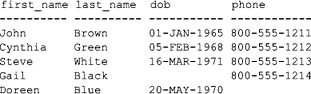 first_name last_name dob phone
---------- ---------- ----------- ------------
John Brown 01-JAN-1965 800-555-1211
Cynthia Green 05-FEB-1968 800-555-1212
Steve White 16-MAR-1971 800-555-1213
Gail Black 800-555-1214
Doreen Blue 20-MAY-1970